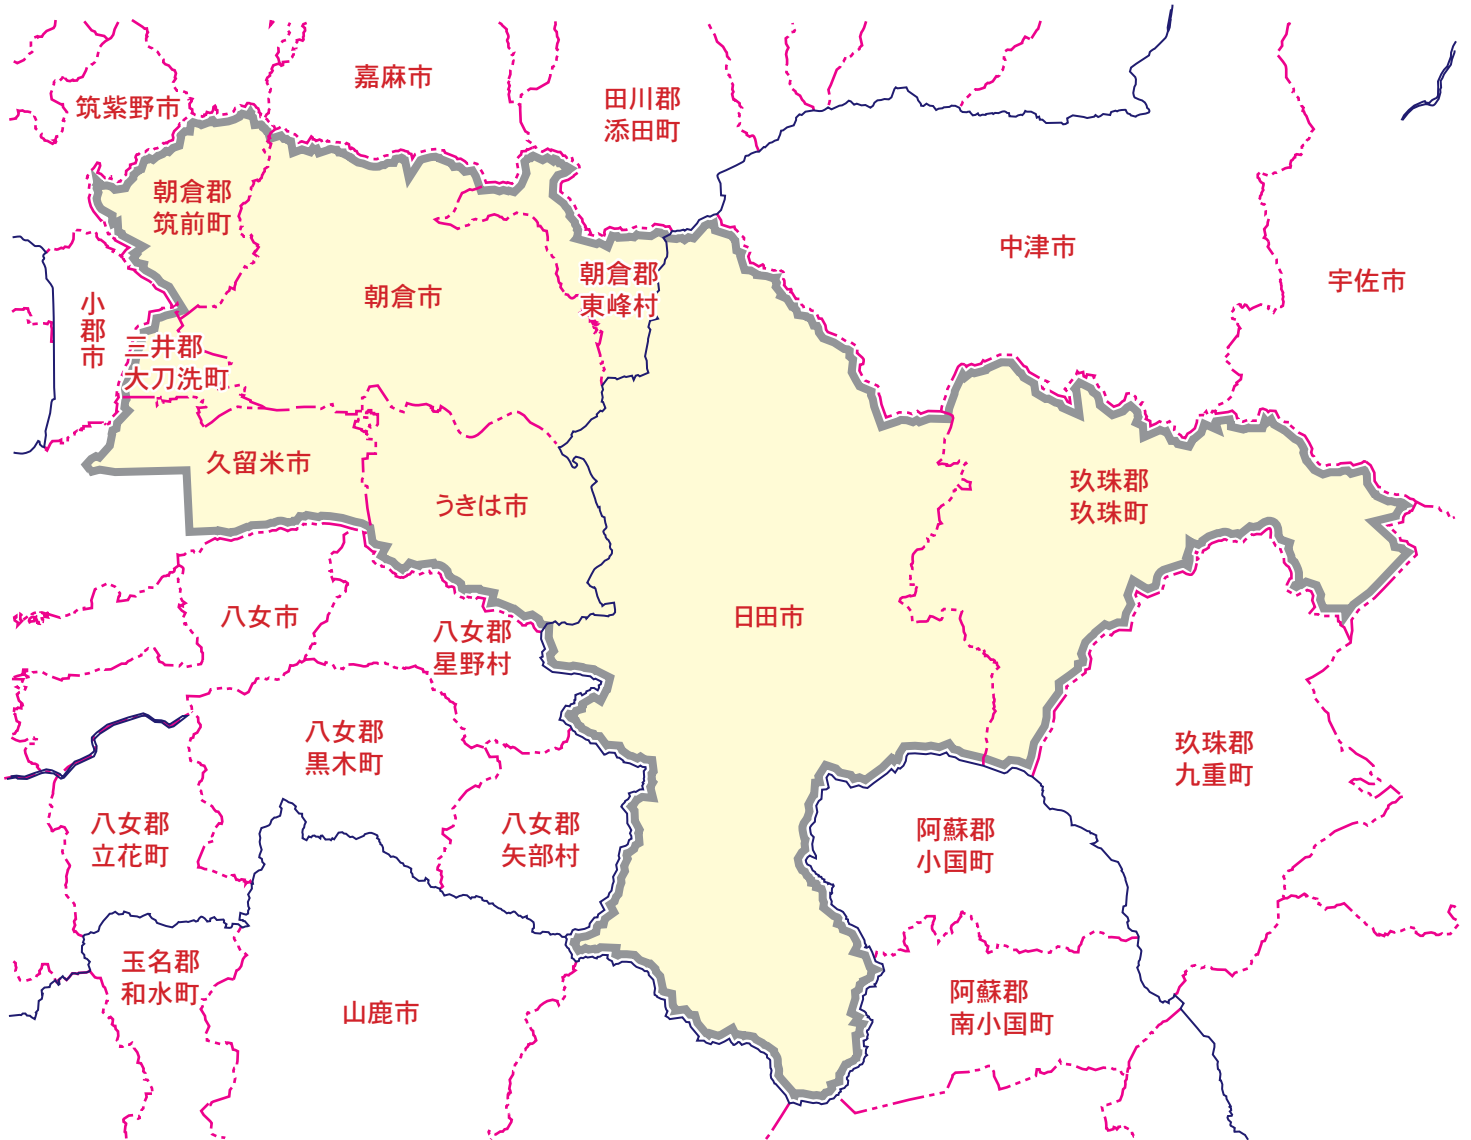 嘉麻市
田川郡
添田町
筑紫野市
朝倉郡
筑前町
中津市
宇佐市
朝倉郡
東峰村
朝倉市
小郡市
三井郡
大刀洗町
久留米市
うきは市
玖珠郡
玖珠町
八女市
日田市
八女郡
星野村
八女郡
黒木町
玖珠郡
九重町
八女郡
立花町
八女郡
矢部村
阿蘇郡
小国町
玉名郡
和水町
山鹿市
阿蘇郡
南小国町